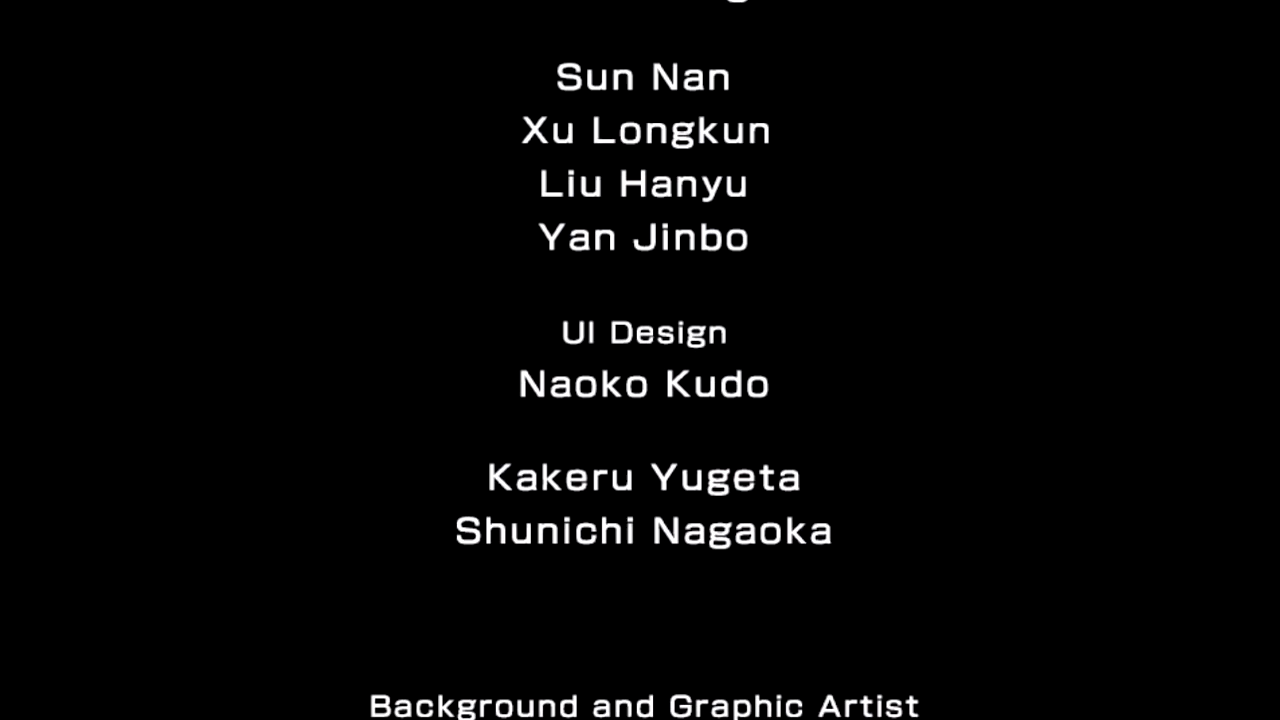 Sun Nan
Xu Longkun
Liu Hanyu
Yan Jinbo
UI Design
Naoko Kudo
Kakeru Yugeta
Shunichi Nagaoka
Background and Graphic Artist